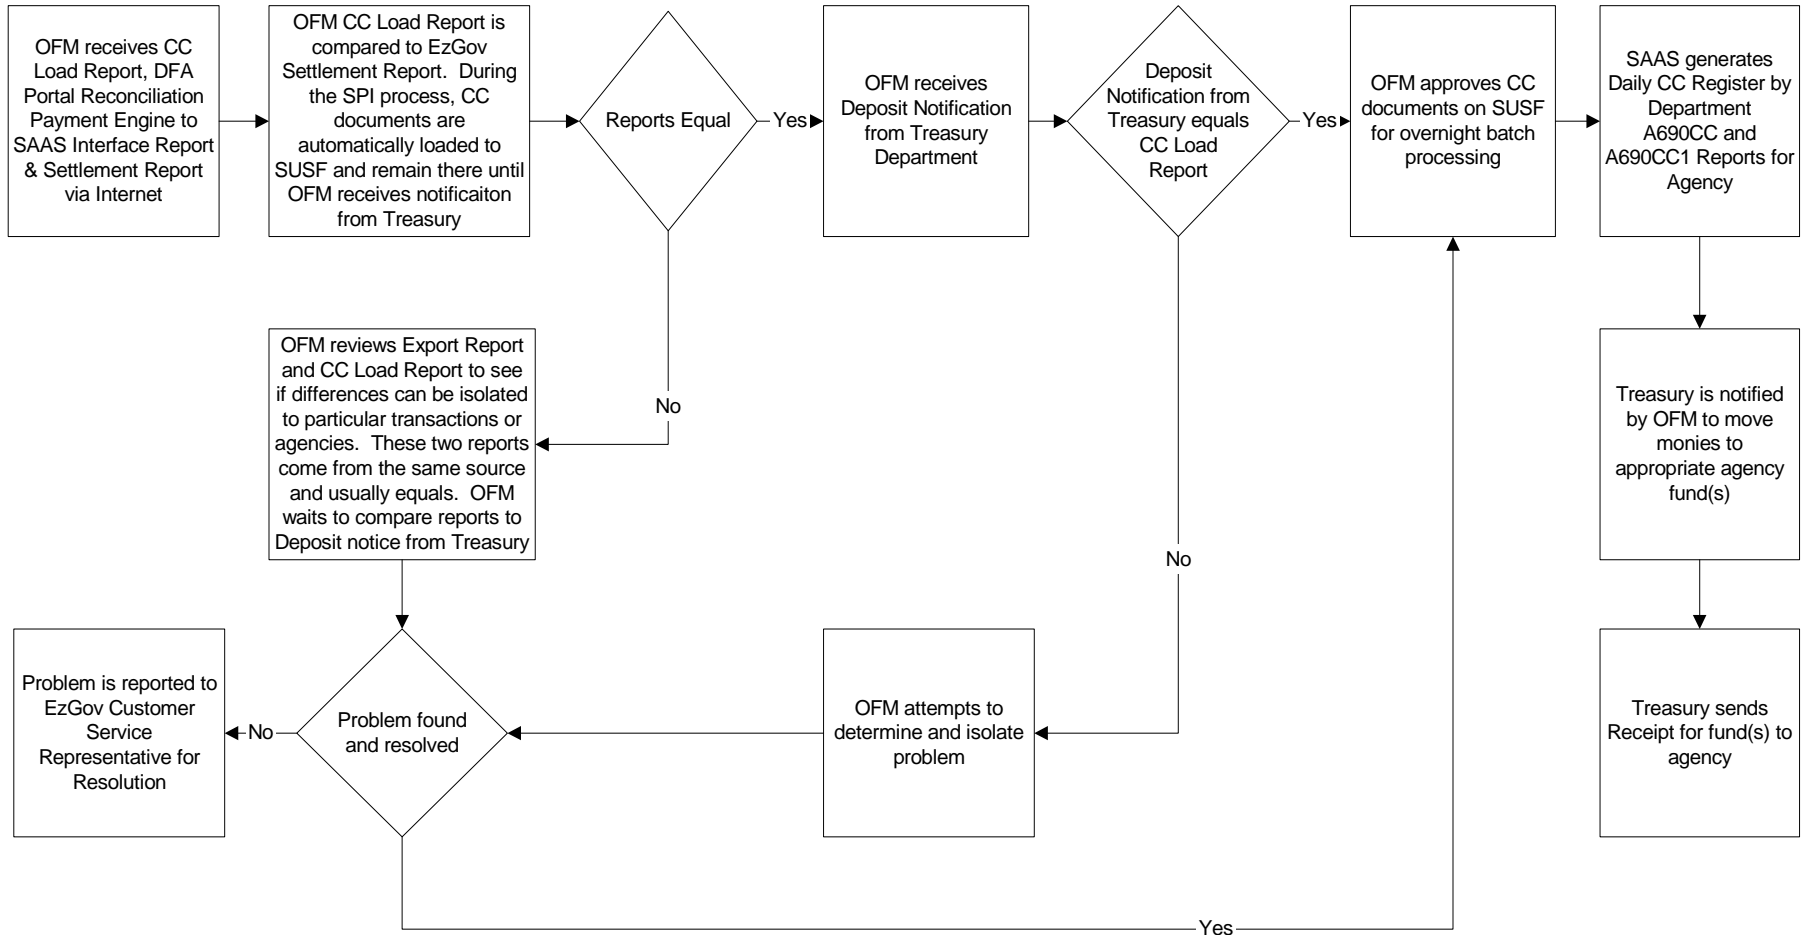 OFM receives CC
Load Report, DFA
Portal Reconciliation
Payment Engine to
SAAS Interface Report
& Settlement Report
via Internet
OFM CC Load Report is
compared to EzGov
Settlement Report. During
the SPI process, CC
documents are
automatically loaded to
SUSF and remain there until
OFM receives notificaiton
from Treasury
Reports Equal
Yes
OFM receives
Deposit Notification
from Treasury
Department
Deposit
Notification from
Treasury equals
CC Load
Report
Yes
OFM approves CC
documents on SUSF
for overnight batch
processing
SAAS generates
Daily CC Register by
Department
A690CC and
A690CC1 Reports for
Agency
OFM reviews Export Report
and CC Load Report to see
if differences can be isolated
to particular transactions or
agencies. These two reports
come from the same source
and usually equals. OFM
waits to compare reports to
Deposit notice from Treasury
No
No
Treasury is notified
by OFM to move
monies to
appropriate agency
fund(s)
Problem is reported to
EzGov Customer
Service
Representative for
Resolution
No
Problem found
and resolved
OFM attempts to
determine and isolate
problem
Treasury sends
Receipt for fund(s) to
agency
Yes